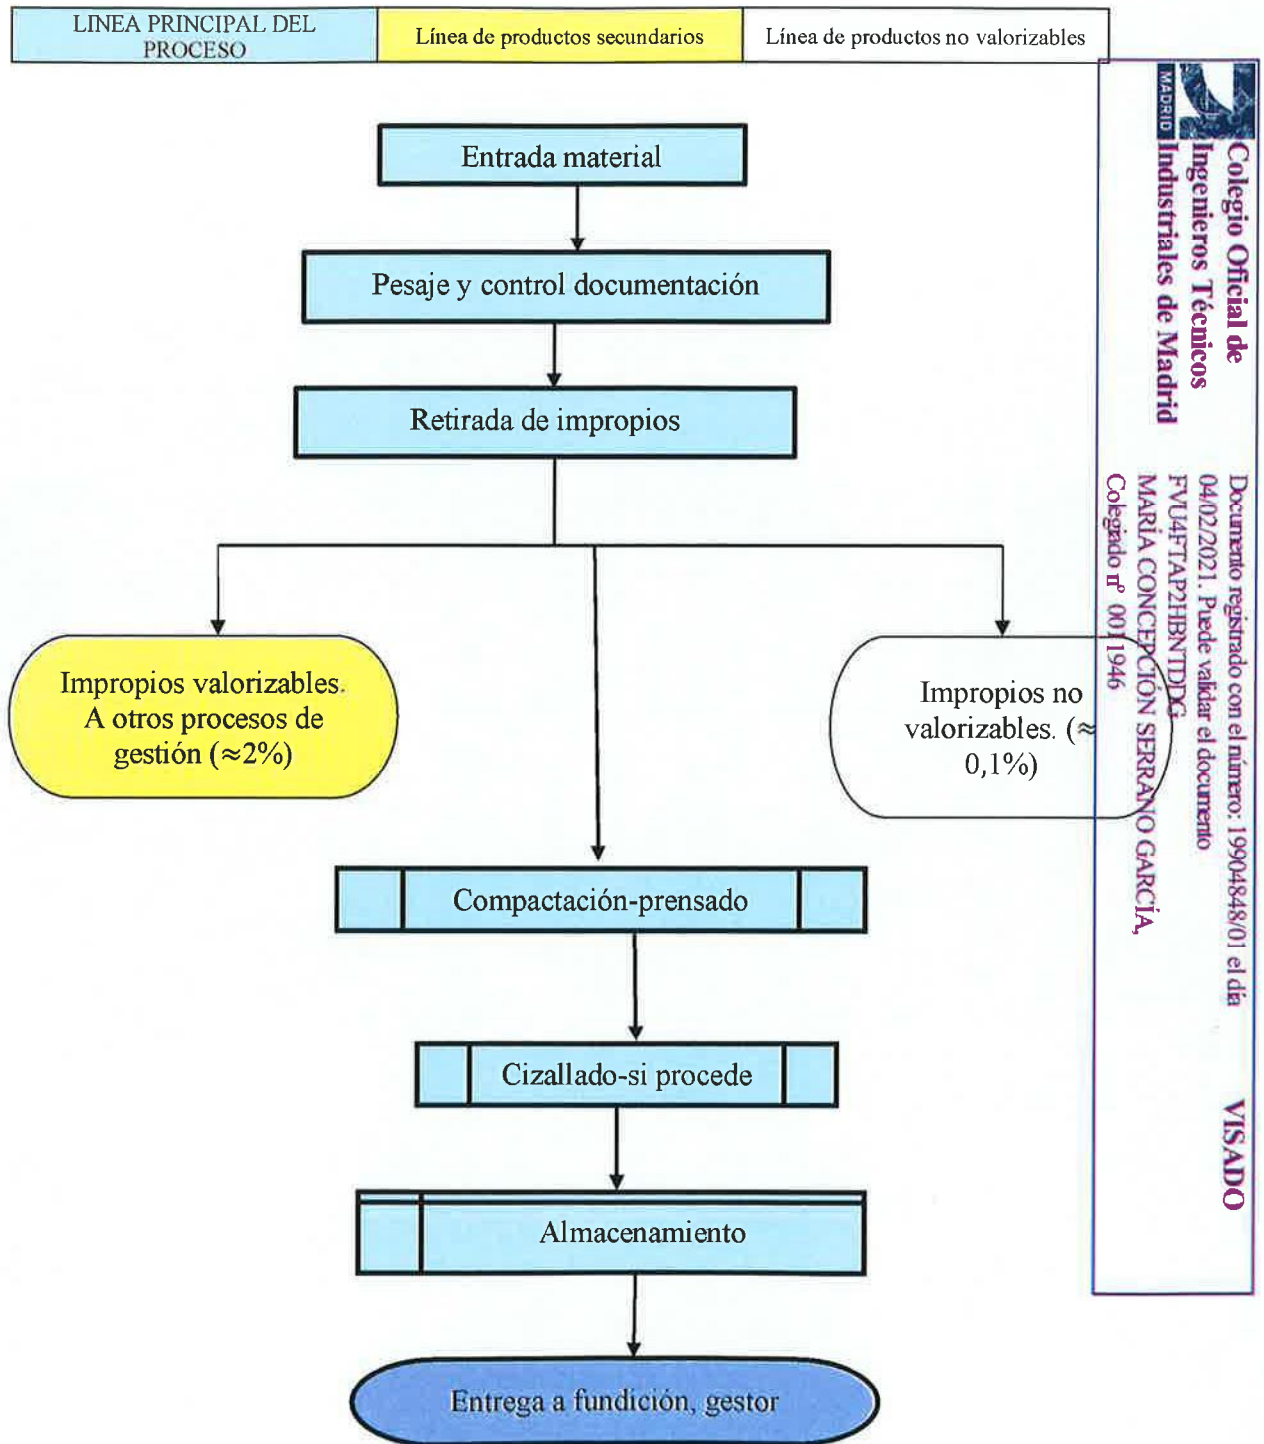 LINEA PRINCIPAL DEL
PROCESO
Línea de productos secundarios
Línea de productos no valorizables
Entrada material
Pesaje y control documentación
Retirada de impropios
Impropios valorizables.
A otros procesos de
gestión (≈2%)
Impropios no
valorizables. (≈
0,1%)
Compactación-prensado
Cizallado-si procede
Almacenamiento
Entrega a fundición, gestor
MADRID
Colegio Oficial de
Ingenieros Técnicos
Industriales de Madrid
Documento registrado con el número: 19904848/01 el día
04/02/2021. Puede validar el documento
FVU4FTAP2HBNTDDG
MARÍA CONCEPCIÓN SERRANO GARCÍA,
Colegiado nº 0011946
VISADO